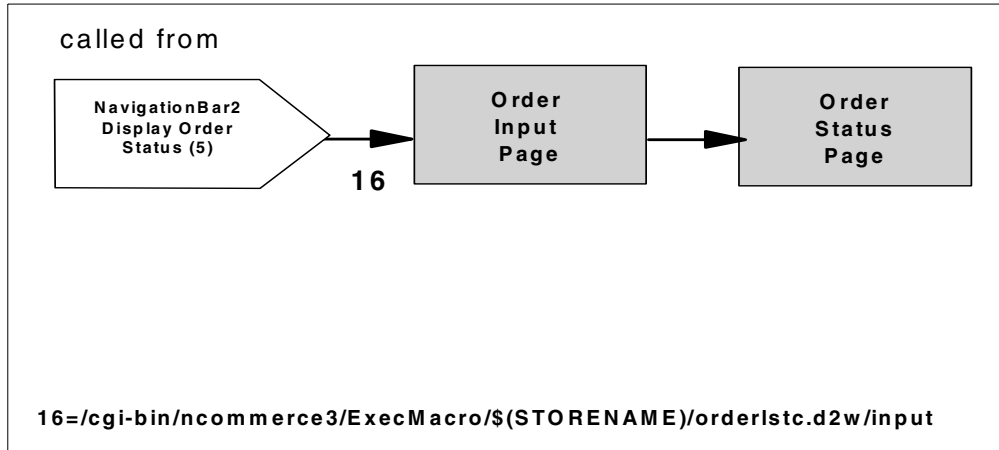 called from
NavigationBar2
Display Order
Status (5)
16
Order
Input
Page
Order
Status
Page
16=/cgi-bin/ncommerce3/ExecMacro/$(STORENAME)/orderlstc.d2w/input